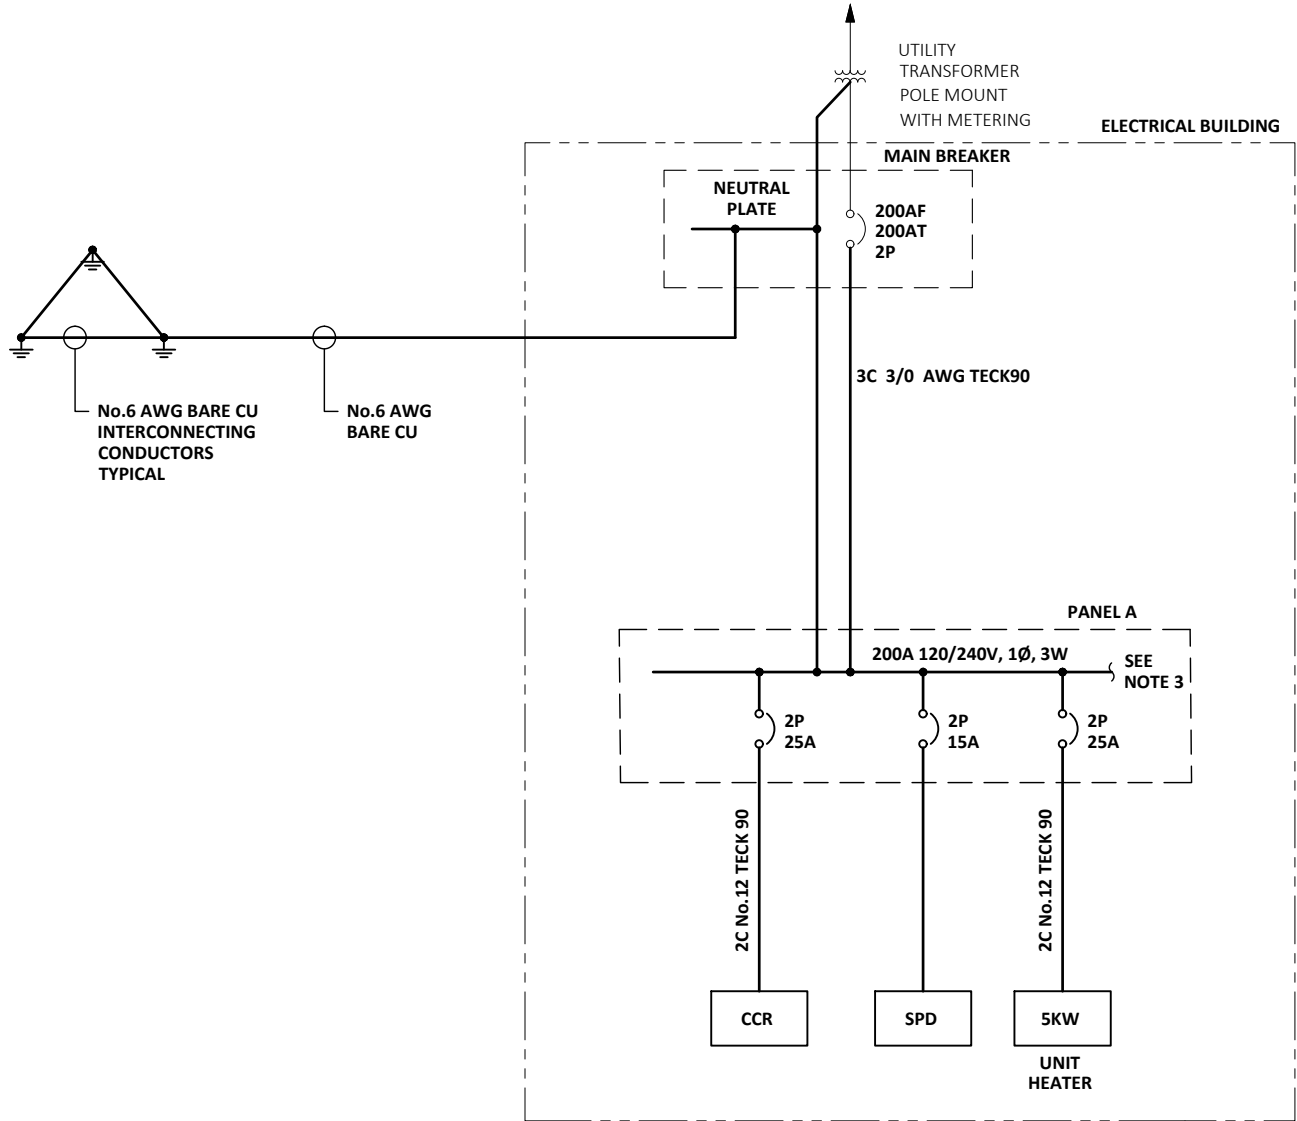 UTILITY
TRANSFORMER
POLE MOUNT
WITH METERING
ELECTRICAL BUILDING
MAIN BREAKER
NEUTRAL
PLATE
200AF
200AT
2P
3C 3/0 AWG TECK90
No.6 AWG BARE CU
INTERCONNECTING
CONDUCTORS
TYPICAL
No.6 AWG
BARE CU
PANEL A
200A 120/240V, 1Ø, 3W
SEE
NOTE 3
2P
25A
2P
15A
2P
25A
2C No.12 TECK 90
2C No.12 TECK 90
CCR
SPD
5KW
UNIT
HEATER